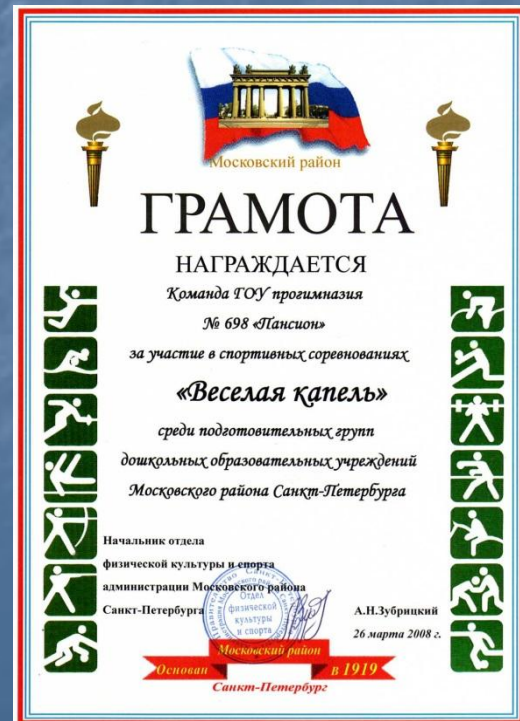 Московский район
ГРАМОТА
НАГРАЖДАЕТСЯ
Команда ГОУ прогимназия
№ 698 «Пансион»
за участие в спортивных соревнованиях
«Веселая капель»
среди подготовительных групп
дошкольных образовательных учреждений
Московского района Санкт-Петербурга
Начальник отдела
физической культуры и спорта
администрации Московского района
Санкт-Петербурга
А.Н.Зубрицкий
26 марта 2008 г.
Отдел
физической
культуры
и спорта
Московский район
Основан в 1919
Санкт-Петербург